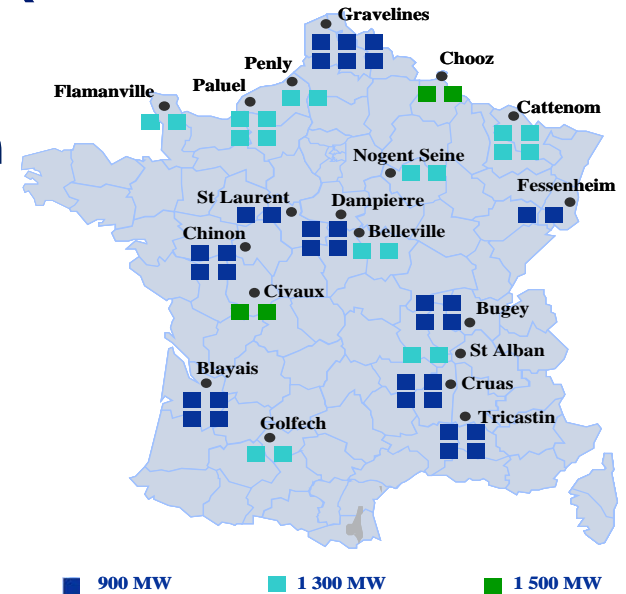 Gravelines
Chooz
Penly
Paluel
Flamanville
Cattenom
Nogent Seine
Fessenheim
St Laurent
Dampierre
Belleville
Chinon
Civaux
Bugey
St Alban
Blayais
Cruas
Tricastin
Golfech
900 MW
1 300 MW
1 500 MW